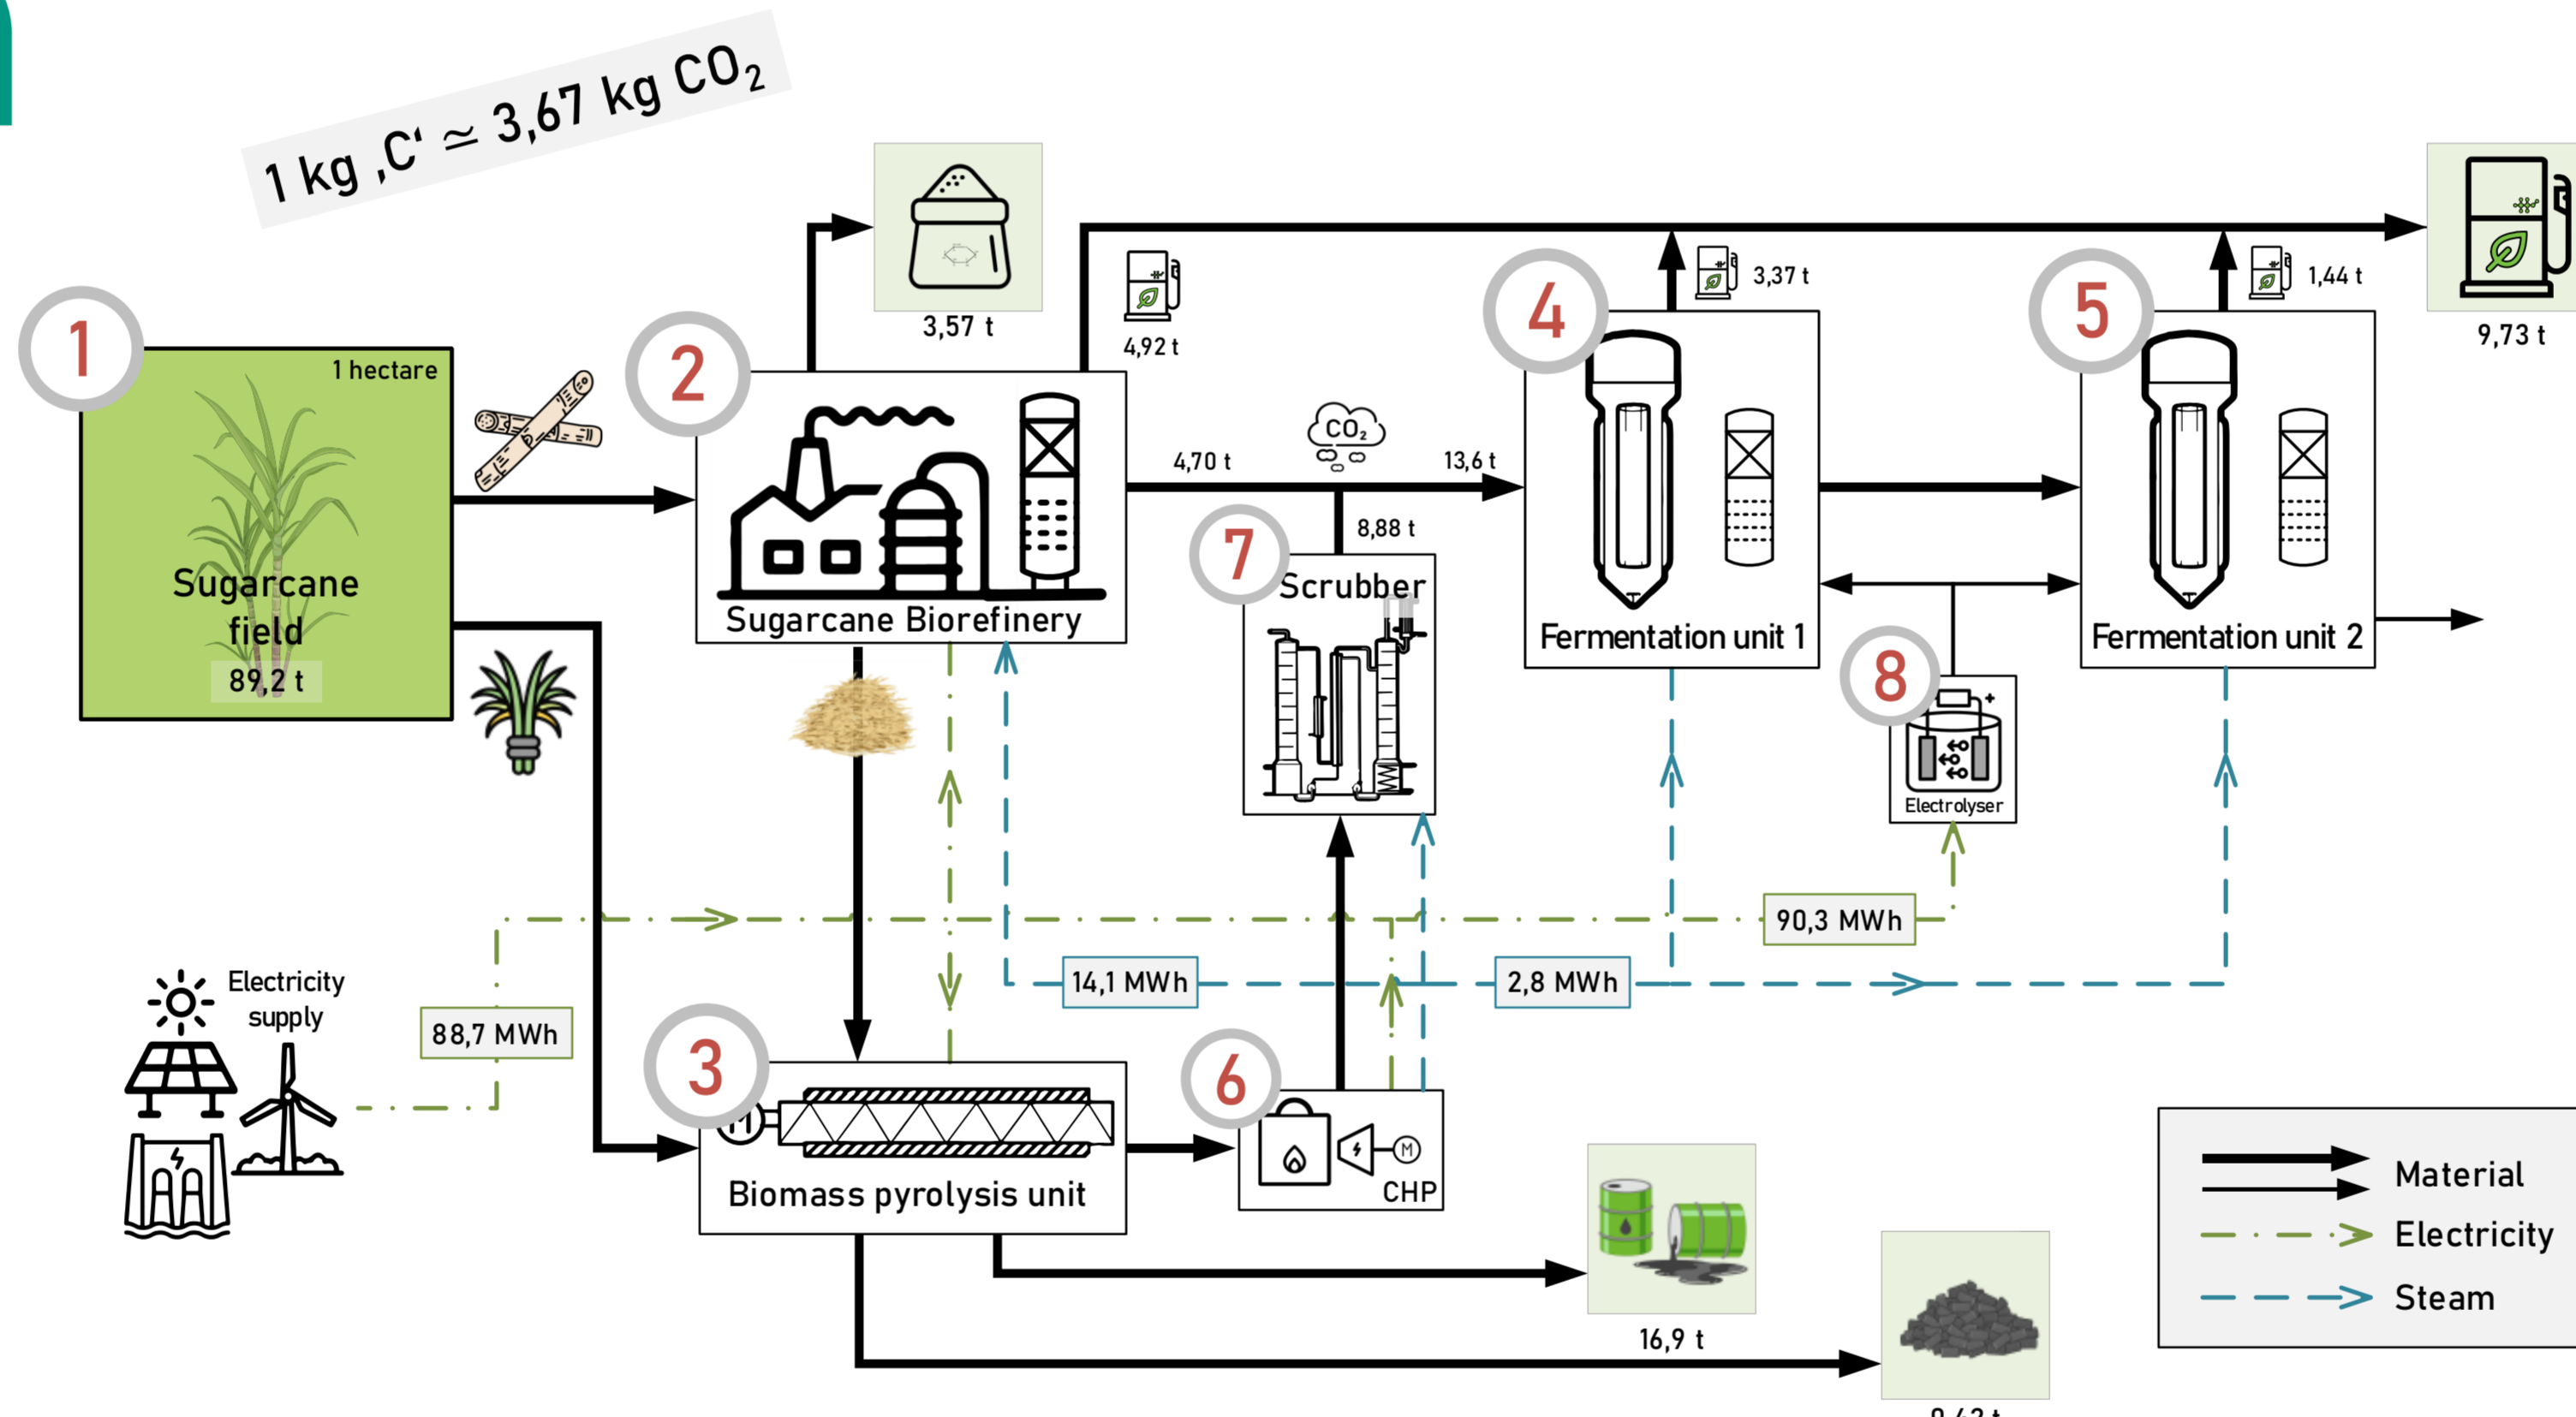 1 kg ‚C‘ ≃ 3,67 kg CO₂
1
1 hectare
Sugarcane
field
89,2 t
2
Sugarcane Biorefinery
3,57 t
4,92 t
4,70 t
CO₂
13,6 t
8,88 t
7
Scrubber
4
3,37 t
Fermentation unit 1
5
1,44 t
Fermentation unit 2
9,73 t
8
+
Electrolyser
90,3 MWh
14,1 MWh
2,8 MWh
Electricity
supply
88,7 MWh
3
M
Biomass pyrolysis unit
6
M
CHP
16,9 t
Material
Electricity
Steam